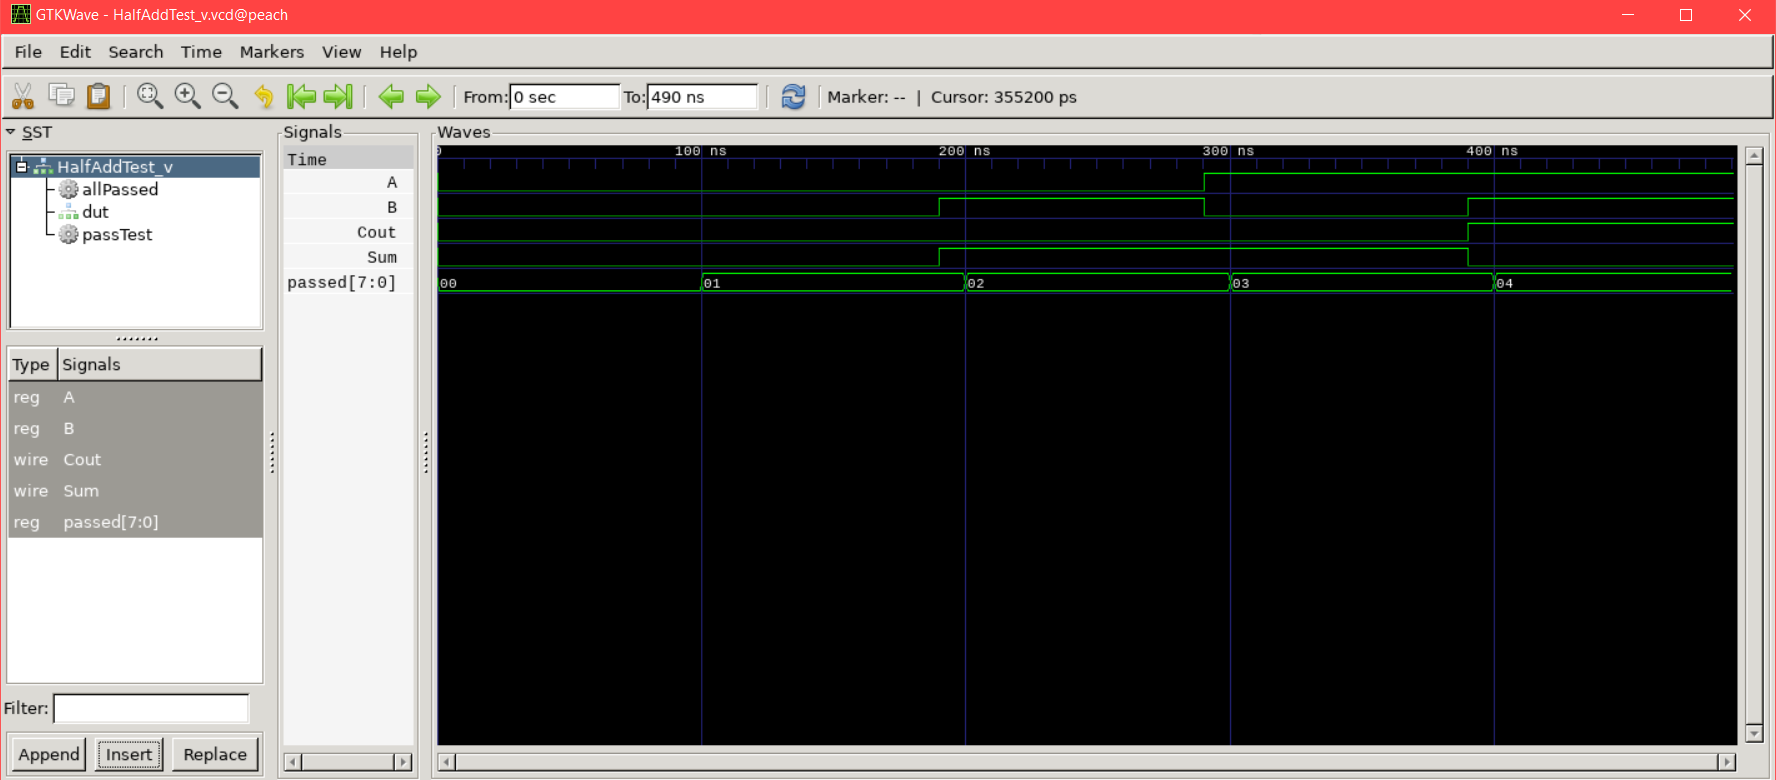 GTKWave - HalfAddTest_v.vcd@peach
File Edit Search Time Markers View Help
From: 0 sec To: 490 ns Marker: -- | Cursor: 355200 ps
SST
HalfAddTest_v
allPassed
dut
passTest
Type Signals
reg A
reg B
wire Cout
wire Sum
reg passed[7:0]
Filter:
Append Insert Replace
Signals
Time
A
B
Cout
Sum
passed[7:0]
Waves
0 100 ns 200 ns 300 ns 400 ns
00 01 02 03 04